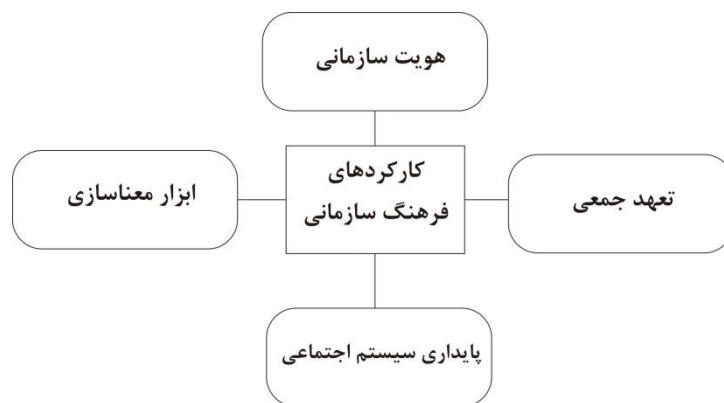 هویت سازمانی
کارکردهای
فرهنگ سازمانی
تعهد جمعی
ابزار معناسازی
پایداری سیستم اجتماعی